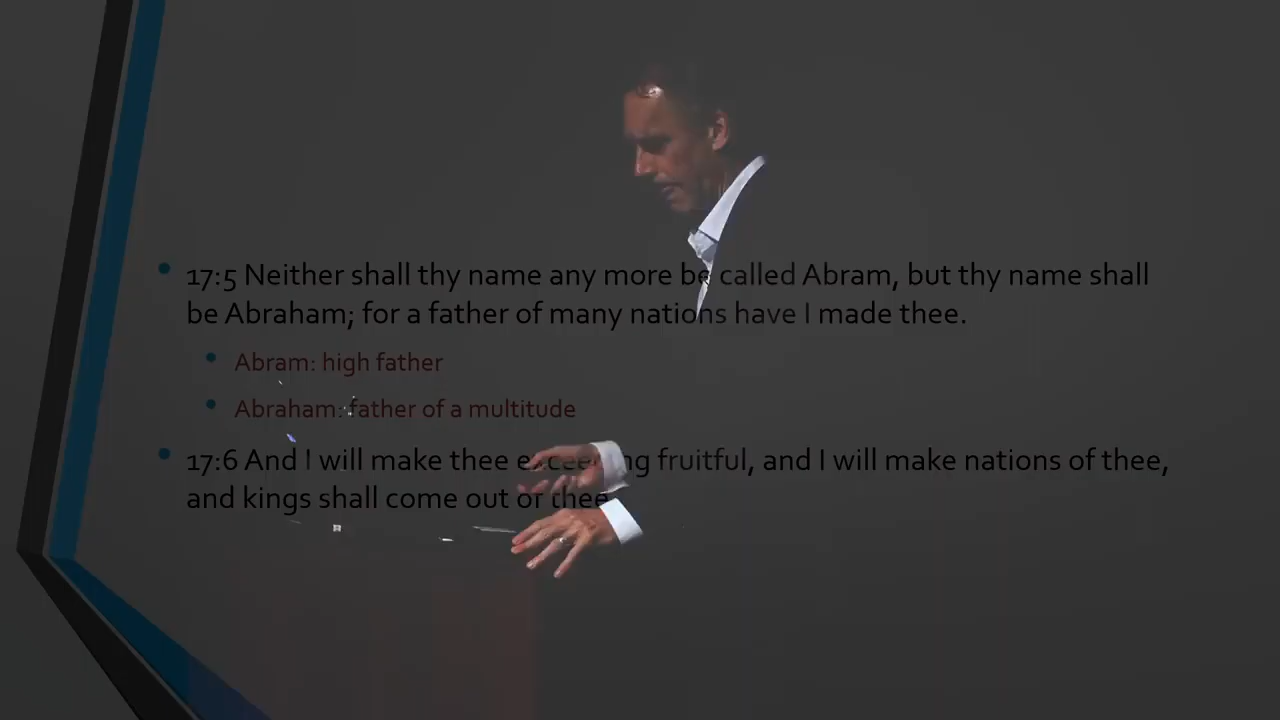 17:5 Neither shall thy name any more be called Abram, but thy name shall
be Abraham; for a father of many nations have I made thee.
Abram: high father
Abraham: father of a multitude
17:6 And I will make thee exceeding fruitful, and I will make nations of thee,
and kings shall come out of thee